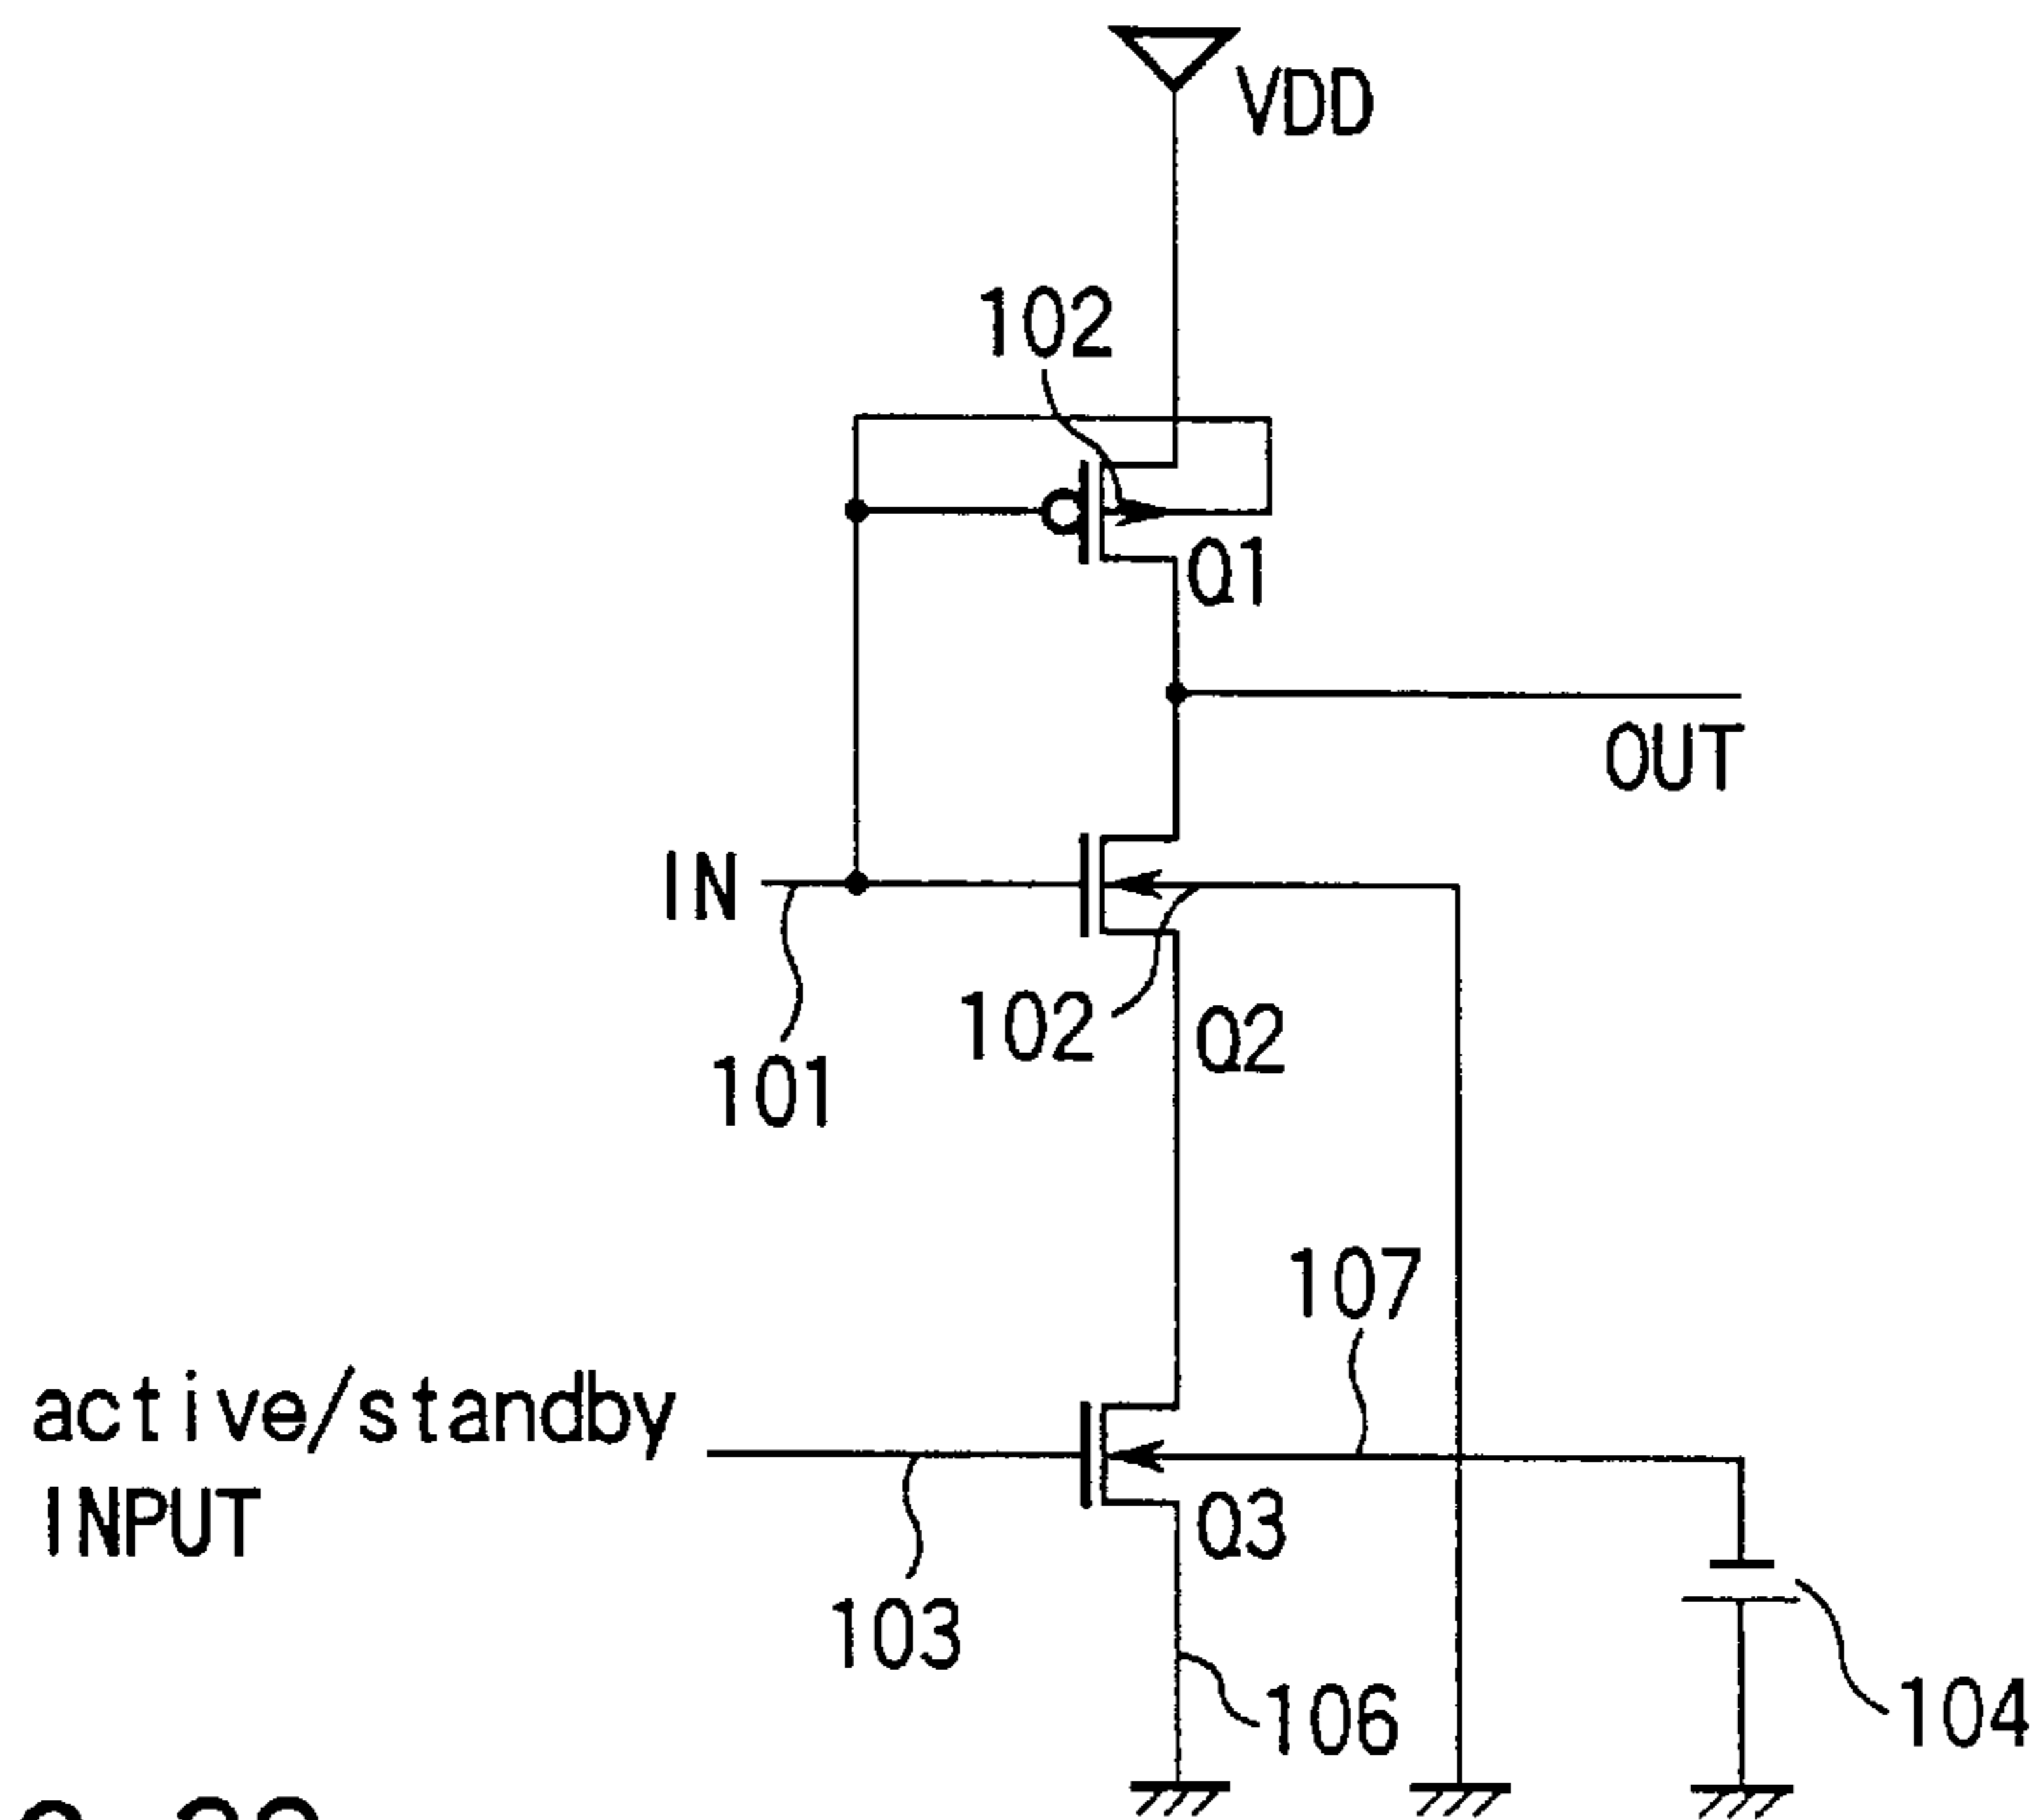 VDD
102
Q1
OUT
IN
102
Q2
101
107
active/standby
INPUT
Q3
103
106
104